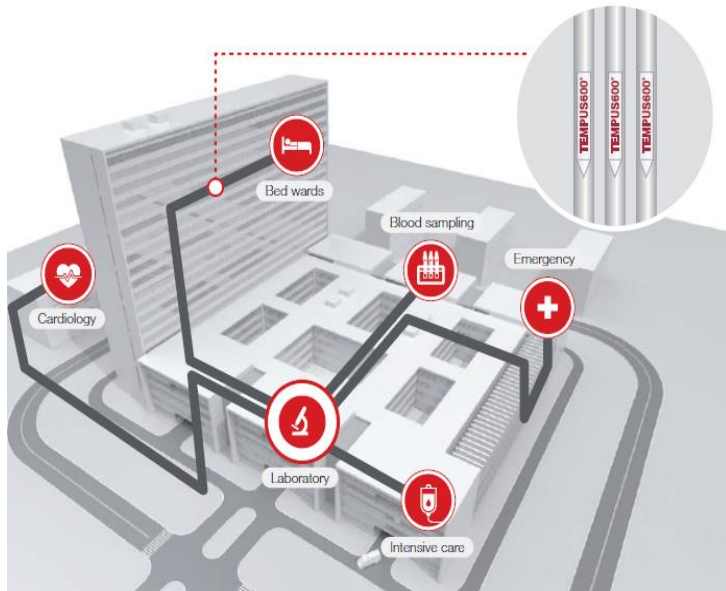 TEMPUS600®
TEMPUS600®
TEMPUS600®
Bed wards
Blood sampling
Emergency
Cardiology
Laboratory
Intensive care